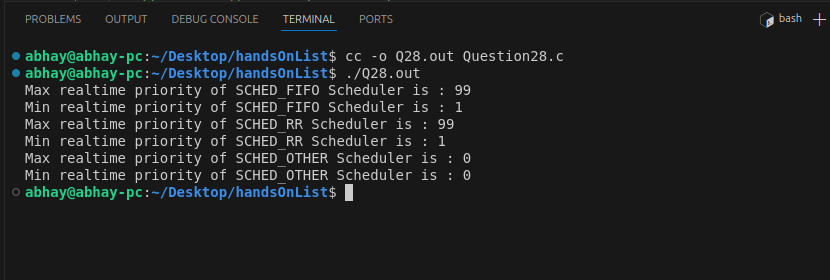 PROBLEMS OUTPUT DEBUG CONSOLE TERMINAL PORTS bash
abhay@abhay-pc:~/Desktop/handsOnList$ cc -o Q28.out Question28.c
abhay@abhay-pc:~/Desktop/handsOnList$ ./Q28.out
Max realtime priority of SCHED_FIFO Scheduler is : 99
Min realtime priority of SCHED_FIFO Scheduler is : 1
Max realtime priority of SCHED_RR Scheduler is : 99
Min realtime priority of SCHED_RR Scheduler is : 1
Max realtime priority of SCHED_OTHER Scheduler is : 0
Min realtime priority of SCHED_OTHER Scheduler is : 0
abhay@abhay-pc:~/Desktop/handsOnList$